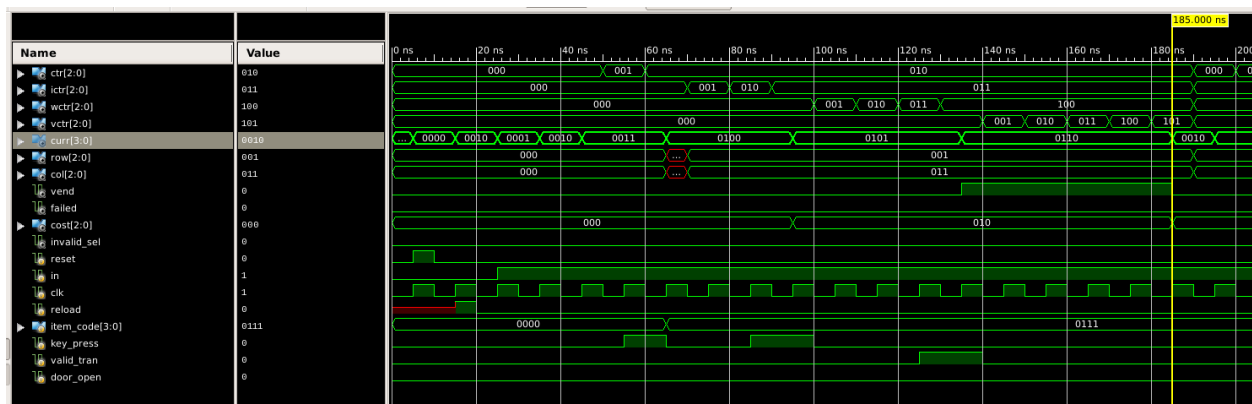 185.000 ns
Name Value |0 ns |20 ns |40 ns |60 ns |80 ns |100 ns |120 ns |140 ns |160 ns |180 ns |200
ctr[2:0] 010 000 001 010 000
ictr[2:0] 011 000 001 010 011
wctr[2:0] 100 000 001 010 011 100
vctr[2:0] 101 000 001 010 011 100 101
curr[3:0] 0010 ... 0000 0010 0001 0010 0011 0100 0101 0110 0010
row[2:0] 001 000 ... 001
col[2:0] 011 000 ... 011
vend 0
failed 0
cost[2:0] 000 000 010
invalid_sel 0
reset 0
in 1
clk 1
reload 0
item_code[3:0] 0111 0000 0111
key_press 0
valid_tran 0
door_open 0